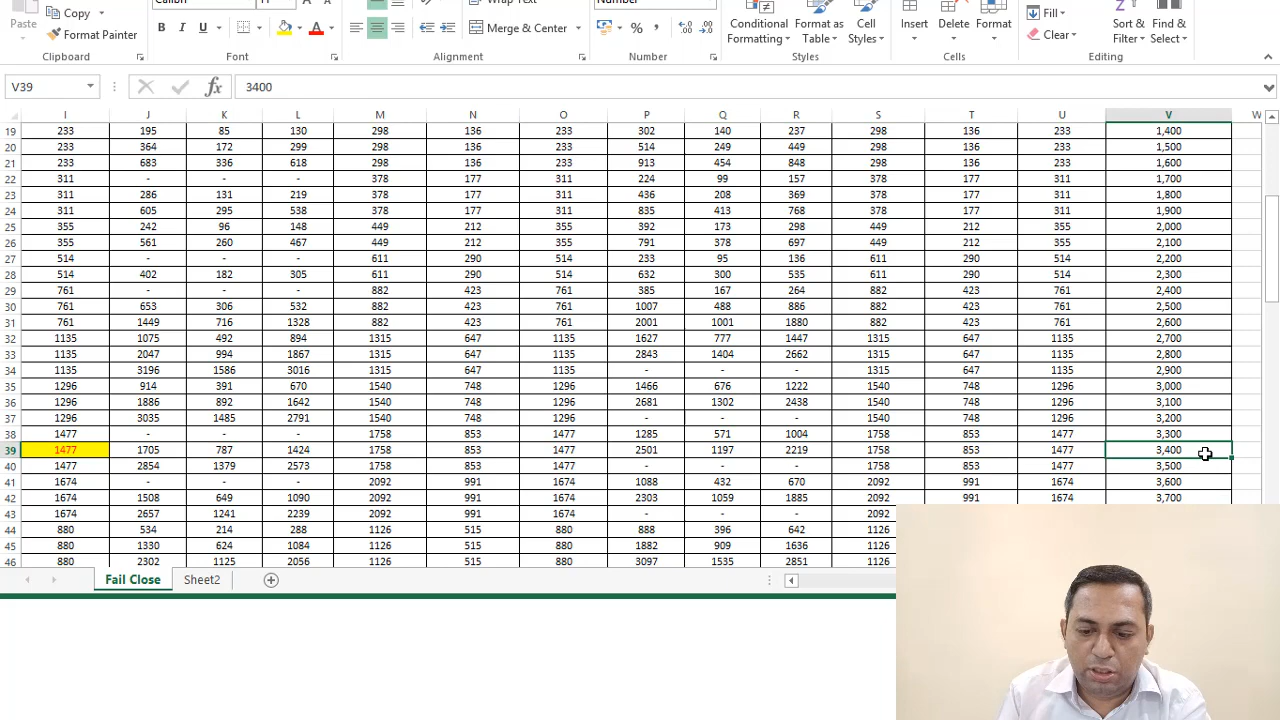 Paste Copy Calibri 11 Wrap Text Number Conditional Format as Cell Insert Delete Format Fill Sort & Find &
Format Painter B I U A Merge & Center % , Formatting Table Styles Clear Filter Select
Clipboard Font Alignment Number Styles Cells Editing
V39 fx 3400
I J K L M N O P Q R S T U V W
19 233 195 85 130 298 136 233 302 140 237 298 136 233 1,400
20 233 364 172 299 298 136 233 514 249 449 298 136 233 1,500
21 233 683 336 618 298 136 233 913 454 848 298 136 233 1,600
22 311 - - - 378 177 311 224 99 157 378 177 311 1,700
23 311 286 131 219 378 177 311 436 208 369 378 177 311 1,800
24 311 605 295 538 378 177 311 835 413 768 378 177 311 1,900
25 355 242 96 148 449 212 355 392 173 298 449 212 355 2,000
26 355 561 260 467 449 212 355 791 378 697 449 212 355 2,100
27 514 - - - 611 290 514 233 95 136 611 290 514 2,200
28 514 402 182 305 611 290 514 632 300 535 611 290 514 2,300
29 761 - - - 882 423 761 385 167 264 882 423 761 2,400
30 761 653 306 532 882 423 761 1007 488 886 882 423 761 2,500
31 761 1449 716 1328 882 423 761 2001 1001 1880 882 423 761 2,600
32 1135 1075 492 894 1315 647 1135 1627 777 1447 1315 647 1135 2,700
33 1135 2047 994 1867 1315 647 1135 2843 1404 2662 1315 647 1135 2,800
34 1135 3196 1586 3016 1315 647 1135 - - - 1315 647 1135 2,900
35 1296 914 391 670 1540 748 1296 1466 676 1222 1540 748 1296 3,000
36 1296 1886 892 1642 1540 748 1296 2681 1302 2438 1540 748 1296 3,100
37 1296 3035 1485 2791 1540 748 1296 - - - 1540 748 1296 3,200
38 1477 - - - 1758 853 1477 1285 571 1004 1758 853 1477 3,300
39 1477 1705 787 1424 1758 853 1477 2501 1197 2219 1758 853 1477 3,400
40 1477 2854 1379 2573 1758 853 1477 - - - 1758 853 1477 3,500
41 1674 - - - 2092 991 1674 1088 432 670 2092 991 1674 3,600
42 1674 1508 649 1090 2092 991 1674 2303 1059 1885 2092 991 1674 3,700
43 1674 2657 1241 2239 2092 991 1674 - - - 2092
44 880 534 214 288 1126 515 880 888 396 642 1126
45 880 1330 624 1084 1126 515 880 1882 909 1636 1126
46 880 2302 1125 2056 1126 515 880 3097 1535 2851 1126
Fail Close Sheet2